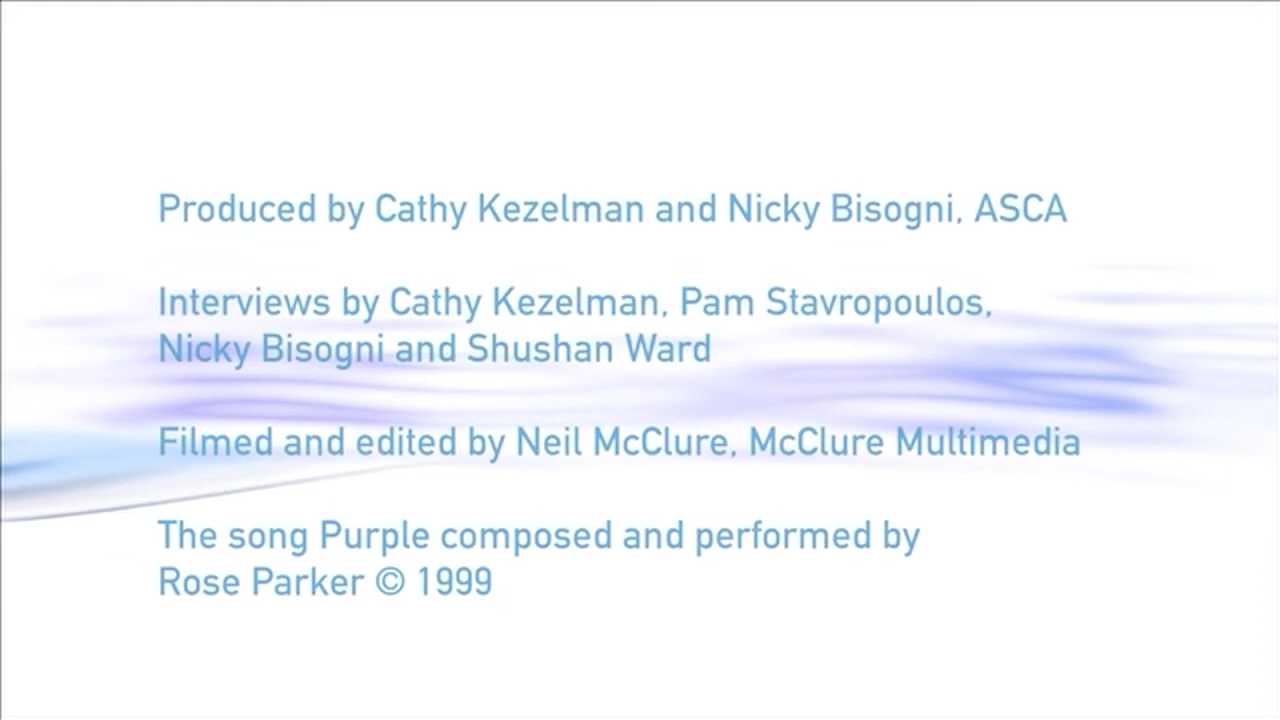 Produced by Cathy Kezelman and Nicky Bisogni, ASCA
Interviews by Cathy Kezelman, Pam Stavropoulos,
Nicky Bisogni and Shushan Ward
Filmed and edited by Neil McClure, McClure Multimedia
The song Purple composed and performed by
Rose Parker © 1999